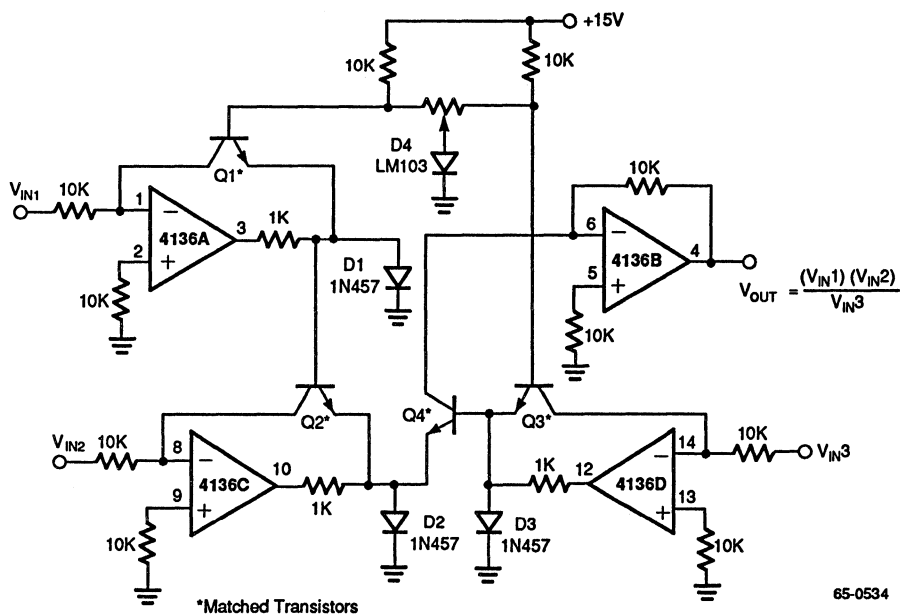 +15V
10K
10K
D4
LM103
Q1*
10K
V_IN1
10K
1
−
4136A
3
1K
2
+
10K
D1
1N457
6
−
4136B
4
5
+
10K
V_OUT = (V_IN1) (V_IN2) / V_IN3
Q2*
Q4*
Q3*
V_IN2
10K
8
−
4136C
10
1K
9
+
10K
D2
1N457
D3
1N457
1K
12
4136D
14
−
10K
V_IN3
13
+
10K
*Matched Transistors
65-0534